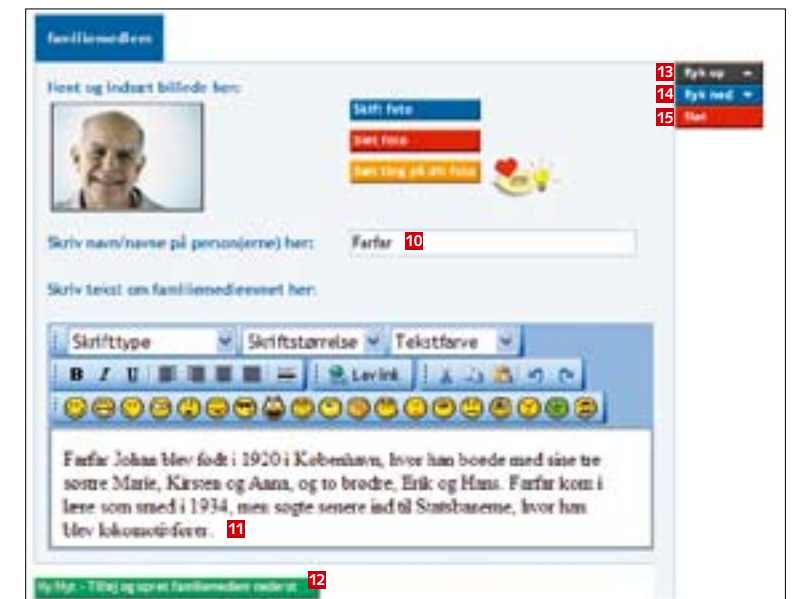 familiemedlem
Hent og indsæt billede her:
Skift foto
Slet foto
Sæt ting på dit foto
13 Ryk op
14 Ryk ned
15 Slet
Skriv navn/navne på person(erne) her:
Farfar 10
Skriv tekst om familiemedlemmet her:
Skrifttype Skriftstørrelse Tekstfarve
B I U Lav link
Farfar Johan blev født i 1920 i København, hvor han boede med sine tre
søstre Marie, Kirsten og Anna, og to brødre, Erik og Hans. Farfar kom i
lære som smed i 1934, men søgte senere ind til Statsbanerne, hvor han
blev lokomotivfører. 11
Tilføj og opret familiemedlem nederst 12